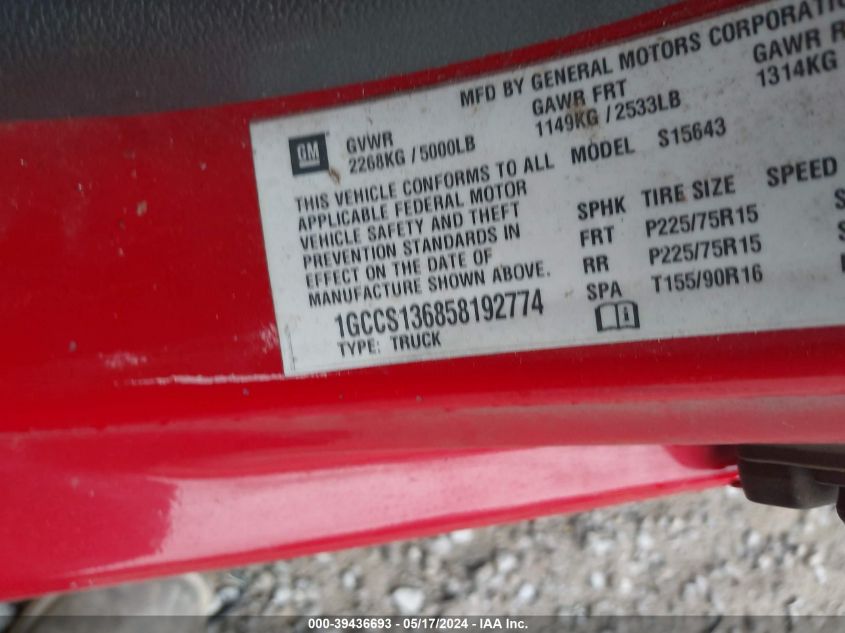 MFD BY GENERAL MOTORS CORPORATION
GM
GVWR
2268KG / 5000LB
GAWR FRT
1149KG / 2533LB
GAWR R
1314KG
THIS VEHICLE CONFORMS TO ALL
APPLICABLE FEDERAL MOTOR
VEHICLE SAFETY AND THEFT
PREVENTION STANDARDS IN
EFFECT ON THE DATE OF
MANUFACTURE SHOWN ABOVE.
1GCCS136858192774
TYPE: TRUCK
MODEL S15643
SPHK TIRE SIZE SPEED
FRT P225/75R15 S
RR P225/75R15 S
SPA T155/90R16
i
000-39436693 - 05/17/2024 - IAA Inc.